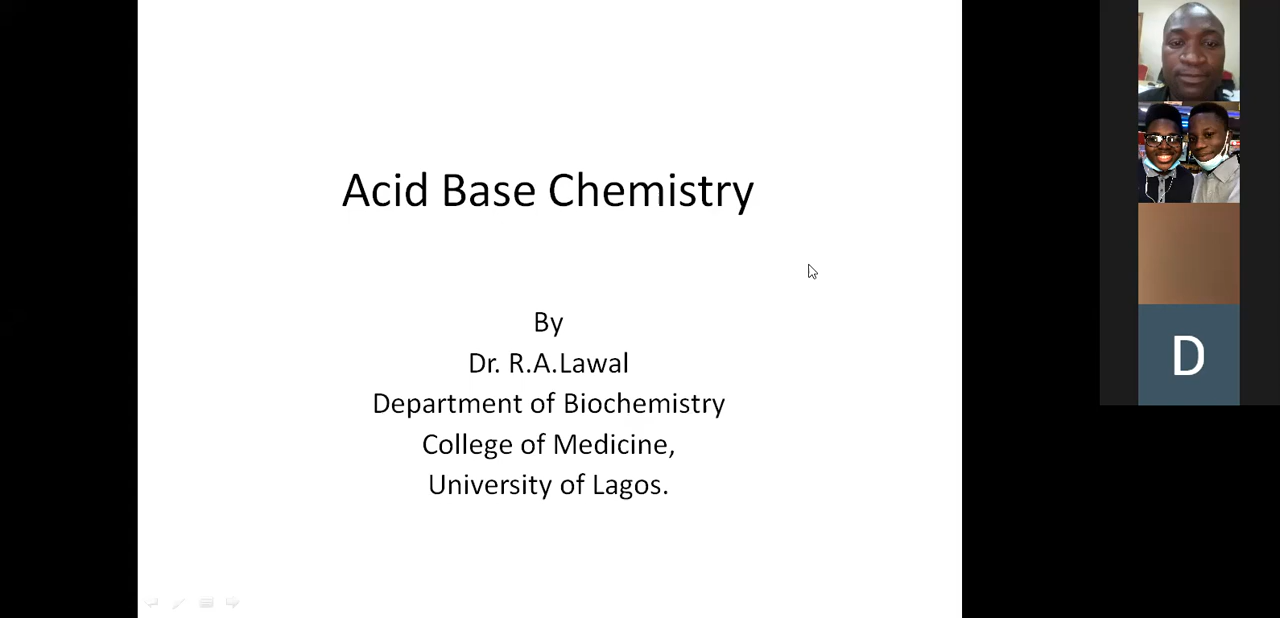 Acid Base Chemistry
By
Dr. R.A.Lawal
Department of Biochemistry
College of Medicine,
University of Lagos.
D